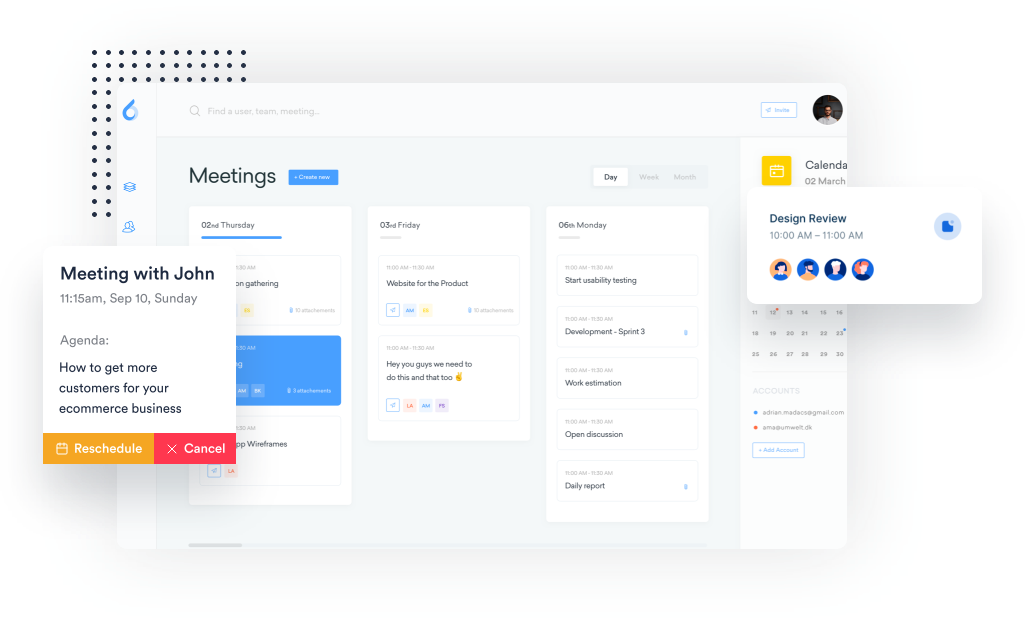 Find a user, team, meeting...
Invite
Meetings
+ Create new
Day
Week
Month
Calenda
02 March
02nd Thursday
03rd Friday
06th Monday
Design Review
10:00 AM – 11:00 AM
Meeting with John
11:15am, Sep 10, Sunday
Agenda:
How to get more
customers for your
ecommerce business
Reschedule
Cancel
:30 AM
on gathering
10 attachements
:30 AM
AM
BK
3 attachements
:30 AM
pp Wireframes
LA
11:00 AM - 11:30 AM
Website for the Product
AM
10 attachements
11:00 AM - 11:30 AM
Hey you guys we need to
do this and that too ✌
LA
AM
PS
11:00 AM - 11:30 AM
Start usability testing
11:00 AM - 11:30 AM
Development - Sprint 3
11:00 AM - 11:30 AM
Work estimation
11:00 AM - 11:30 AM
Open discussion
11:00 AM - 11:30 AM
Daily report
11 12 13 14 15 16
18 19 20 21 22 23
25 26 27 28 29 30
ACCOUNTS
adrian.madacs@gmail.com
ama@umwelt.dk
+ Add Account